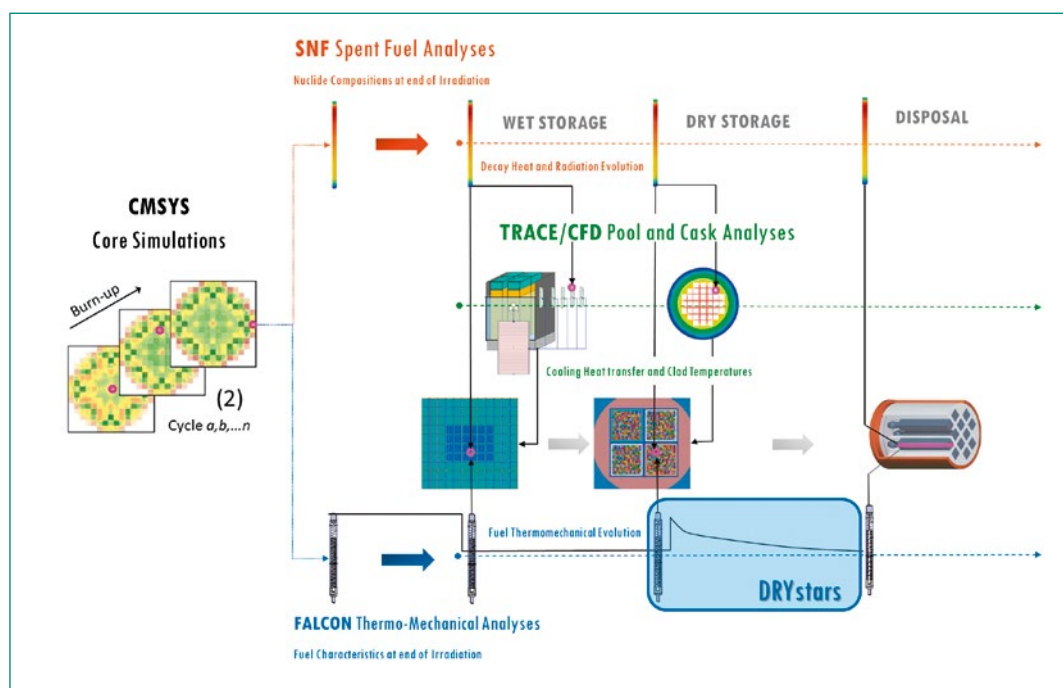 SNF Spent Fuel Analyses
Nuclide Compositions at end of Irradiation
WET STORAGE
DRY STORAGE
DISPOSAL
Decay Heat and Radiation Evolution
CMSYS
Core Simulations
TRACE/CFD Pool and Cask Analyses
Burn-up
Cooling Heat transfer and Clad Temperatures
(2)
Cycle a,b,...n
Fuel Thermomechanical Evolution
DRYstars
FALCON Thermo-Mechanical Analyses
Fuel Characteristics at end of Irradiation